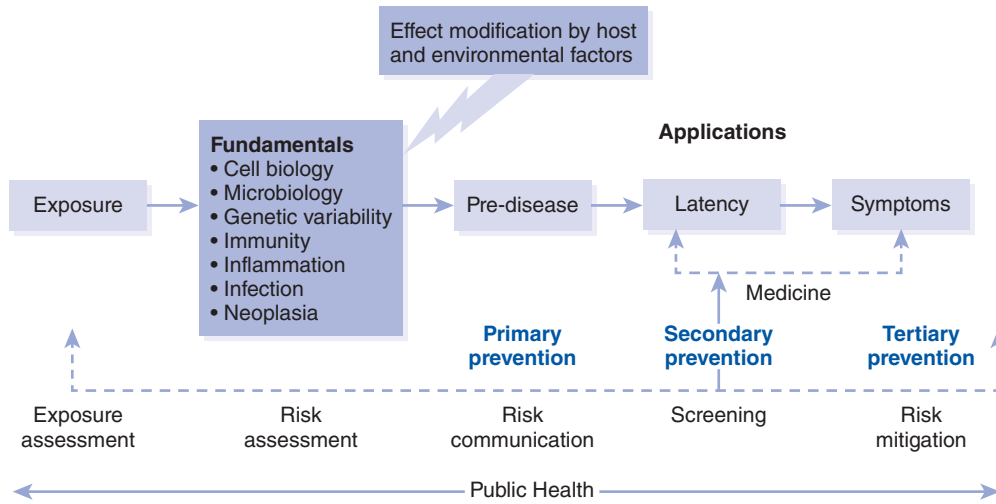 Effect modification by host
and environmental factors
Applications
Fundamentals
• Cell biology
• Microbiology
• Genetic variability
• Immunity
• Inflammation
• Infection
• Neoplasia
Exposure
Pre-disease
Latency
Symptoms
Medicine
Primary
prevention
Secondary
prevention
Tertiary
prevention
Exposure
assessment
Risk
assessment
Risk
communication
Screening
Risk
mitigation
Public Health